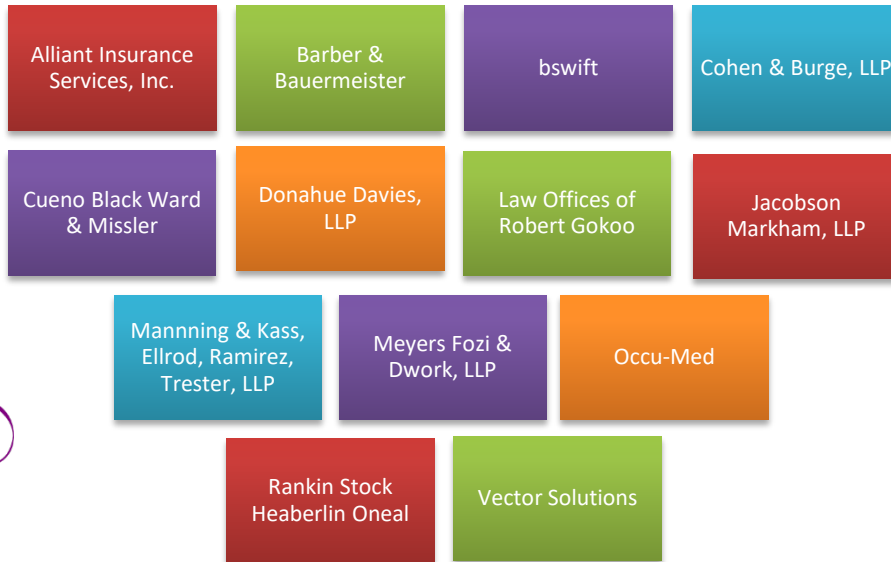 Alliant Insurance
Services, Inc.
Barber &
Bauermeister
bswift
Cohen & Burge, LLP
Cueno Black Ward
& Missler
Donahue Davies,
LLP
Law Offices of
Robert Gokoo
Jacobson
Markham, LLP
Mannning & Kass,
Ellrod, Ramirez,
Trester, LLP
Meyers Fozi &
Dwork, LLP
Occu-Med
Rankin Stock
Heaberlin Oneal
Vector Solutions